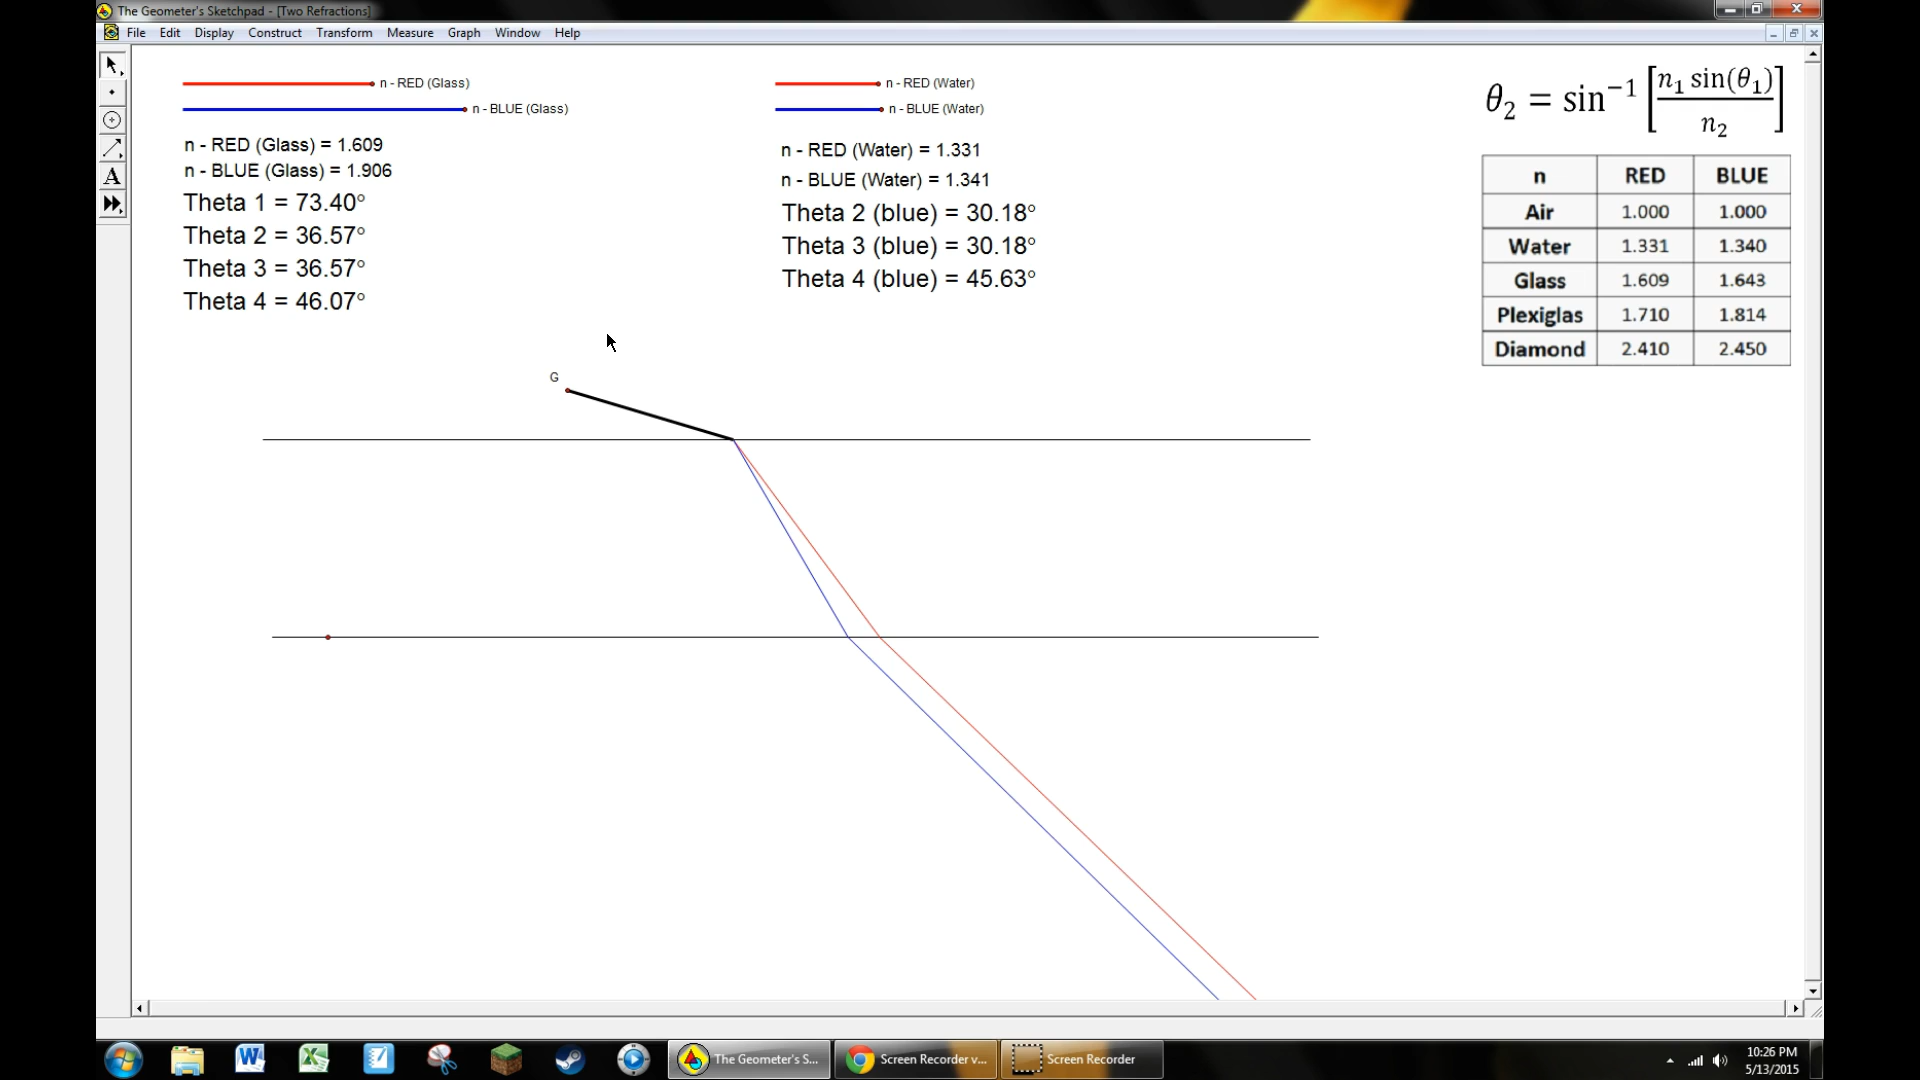 The Geometer's Sketchpad - [Two Refractions]
File Edit Display Construct Transform Measure Graph Window Help
n - RED (Glass)
n - BLUE (Glass)
n - RED (Glass) = 1.609
n - BLUE (Glass) = 1.906
Theta 1 = 73.40°
Theta 2 = 36.57°
Theta 3 = 36.57°
Theta 4 = 46.07°
n - RED (Water)
n - BLUE (Water)
n - RED (Water) = 1.331
n - BLUE (Water) = 1.341
Theta 2 (blue) = 30.18°
Theta 3 (blue) = 30.18°
Theta 4 (blue) = 45.63°
θ₂ = sin⁻¹ [n₁ sin(θ₁) / n₂]
n RED BLUE
Air 1.000 1.000
Water 1.331 1.340
Glass 1.609 1.643
Plexiglas 1.710 1.814
Diamond 2.410 2.450
A
G
The Geometer's S...
Screen Recorder v...
Screen Recorder
10:26 PM
5/13/2015